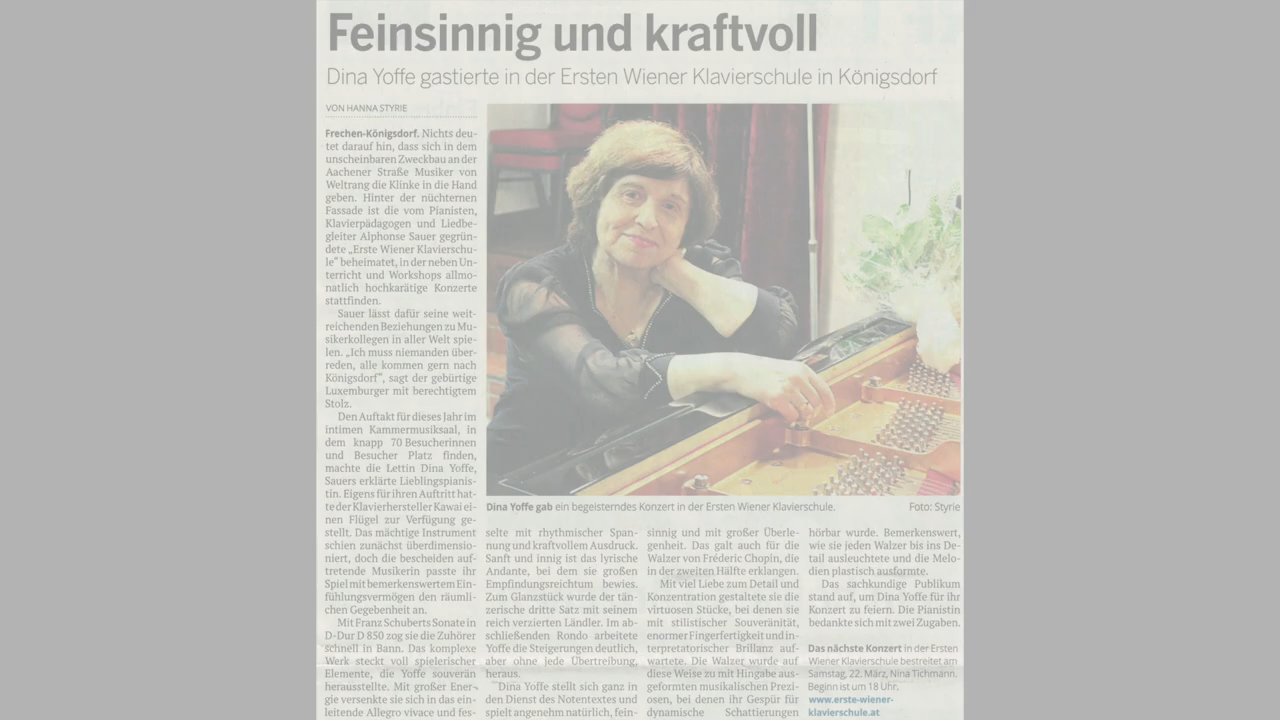 Feinsinnig und kraftvoll
Dina Yoffe gastierte in der Ersten Wiener Klavierschule in Königsdorf
VON HANNA STYRIE
Frechen-Königsdorf. Nichts deu-
tet darauf hin, dass sich in dem
unscheinbaren Zweckbau an der
Aachener Straße Musiker von
Weltrang die Klinke in die Hand
geben. Hinter der nüchternen
Fassade ist die vom Pianisten,
Klavierpädagogen und Liedbe-
gleiter Alphonse Sauer gegrün-
dete „Erste Wiener Klavierschu-
le“ beheimatet, in der neben Un-
terricht und Workshops allmo-
natlich hochkarätige Konzerte
stattfinden.
Sauer lässt dafür seine weit-
reichenden Beziehungen zu Mu-
sikerkollegen in aller Welt spie-
len. „Ich muss niemanden über-
reden, alle kommen gern nach
Königsdorf“, sagt der gebürtige
Luxemburger mit berechtigtem
Stolz.
Den Auftakt für dieses Jahr im
intimen Kammermusiksaal, in
dem knapp 70 Besucherinnen
und Besucher Platz finden,
machte die Lettin Dina Yoffe,
Sauers erklärte Lieblingspianis-
tin. Eigens für ihren Auftritt hat-
te der Klavierhersteller Kawai ei-
nen Flügel zur Verfügung ge-
stellt. Das mächtige Instrument
schien zunächst überdimensio-
niert, doch die bescheiden auf-
tretende Musikerin passte ihr
Spiel mit bemerkenswertem Ein-
fühlungsvermögen den räumli-
chen Gegebenheit an.
Mit Franz Schuberts Sonate in
D-Dur D 850 zog sie die Zuhörer
schnell in Bann. Das komplexe
Werk steckt voll spielerischer
Elemente, die Yoffe souverän
herausstellte. Mit großer Ener-
gie versenkte sie sich in das ein-
leitende Allegro vivace und fes-
Dina Yoffe gab ein begeisterndes Konzert in der Ersten Wiener Klavierschule.
Foto: Styrie
selte mit rhythmischer Span-
nung und kraftvollem Ausdruck.
Sanft und innig ist das lyrische
Andante, bei dem sie großen
Empfindungsreichtum bewies.
Zum Glanzstück wurde der tän-
zerische dritte Satz mit seinem
reich verzierten Ländler. Im ab-
schließenden Rondo arbeitete
Yoffe die Steigerungen deutlich,
aber ohne jede Übertreibung,
heraus.
Dina Yoffe stellt sich ganz in
den Dienst des Notentextes und
spielt angenehm natürlich, fein-
sinnig und mit großer Überle-
genheit. Das galt auch für die
Walzer von Fréderic Chopin, die
in der zweiten Hälfte erklangen.
Mit viel Liebe zum Detail und
Konzentration gestaltete sie die
virtuosen Stücke, bei denen sie
mit stilistischer Souveränität,
enormer Fingerfertigkeit und in-
terpretatorischer Brillanz auf-
wartete. Die Walzer wurde auf
diese Weise zu mit Hingabe aus-
geformten musikalischen Prezi-
osen, bei denen ihr Gespür für
dynamische Schattierungen
hörbar wurde. Bemerkenswert,
wie sie jeden Walzer bis ins De-
tail ausleuchtete und die Melo-
dien plastisch ausformte.
Das sachkundige Publikum
stand auf, um Dina Yoffe für ihr
Konzert zu feiern. Die Pianistin
bedankte sich mit zwei Zugaben.
Das nächste Konzert in der Ersten
Wiener Klavierschule bestreitet am
Samstag, 22. März, Nina Tichmann.
Beginn ist um 18 Uhr.
www.erste-wiener-
klavierschule.at